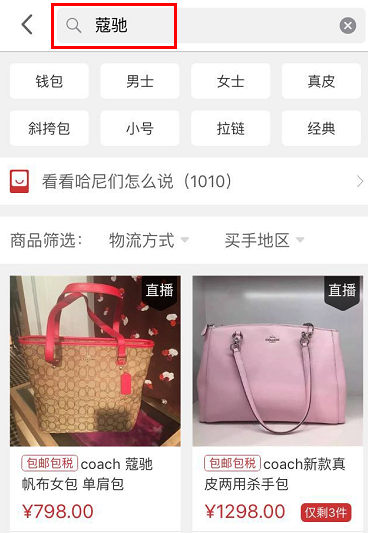 蔻驰
钱包 男士 女士 真皮
斜挎包 小号 拉链 经典
看看哈尼们怎么说（1010）
商品筛选： 物流方式 买手地区
直播 直播
COACH
包邮包税 coach 蔻驰
帆布女包 单肩包
¥798.00
包邮包税 coach新款真
皮两用杀手包
¥1298.00 仅剩3件